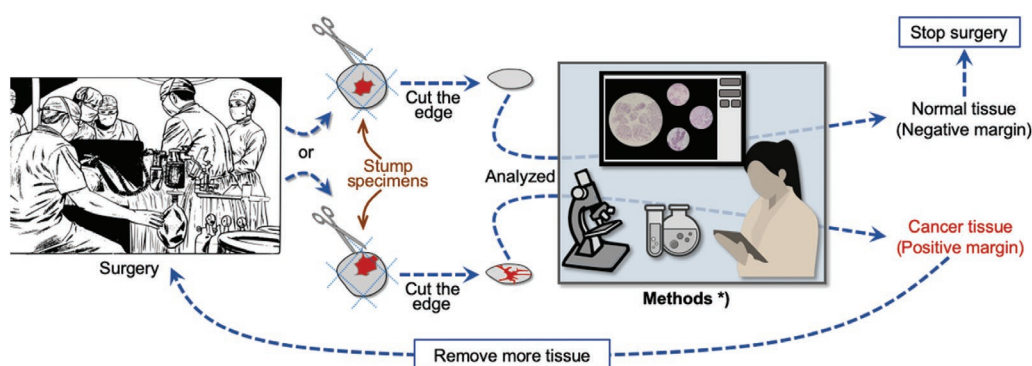 Stop surgery
Normal tissue
(Negative margin)
Cut the
edge
or
Stump
specimens
Analyzed
Cancer tissue
(Positive margin)
Surgery
Cut the
edge
Methods *)
Remove more tissue